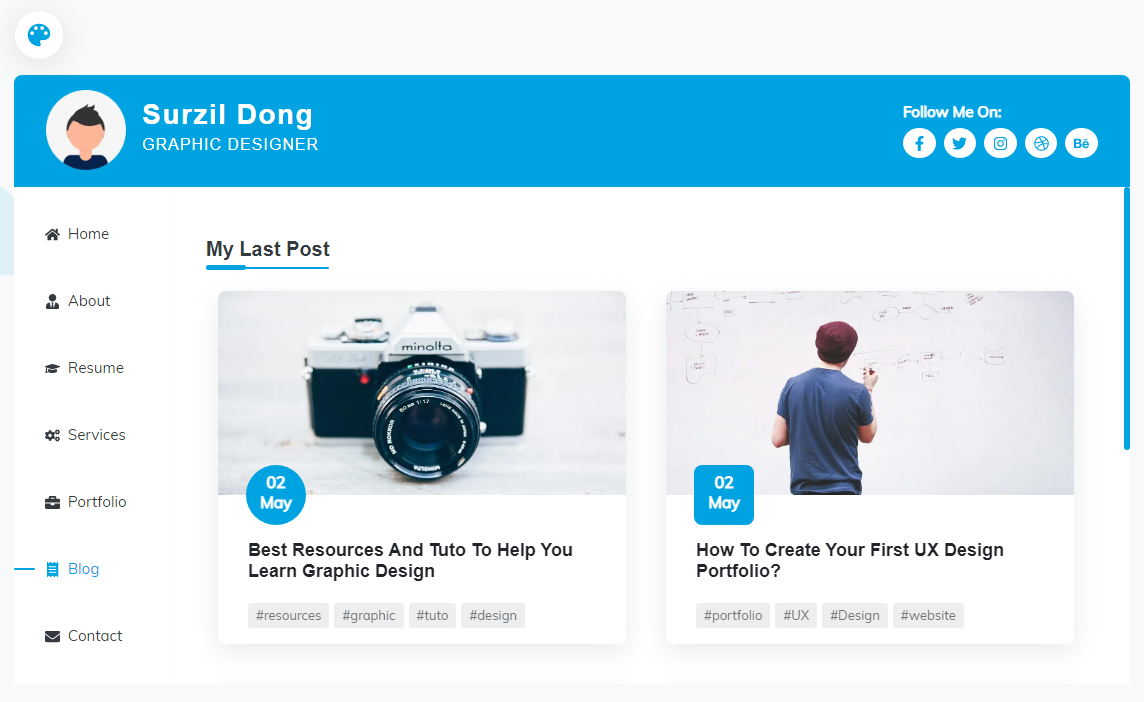 Surzil Dong
GRAPHIC DESIGNER
Follow Me On:
Bē
Home
About
Resume
Services
Portfolio
Blog
Contact
My Last Post
minolta
MINOLTA
02
May
Best Resources And Tuto To Help You
Learn Graphic Design
#resources #graphic #tuto #design
02
May
How To Create Your First UX Design
Portfolio?
#portfolio #UX #Design #website